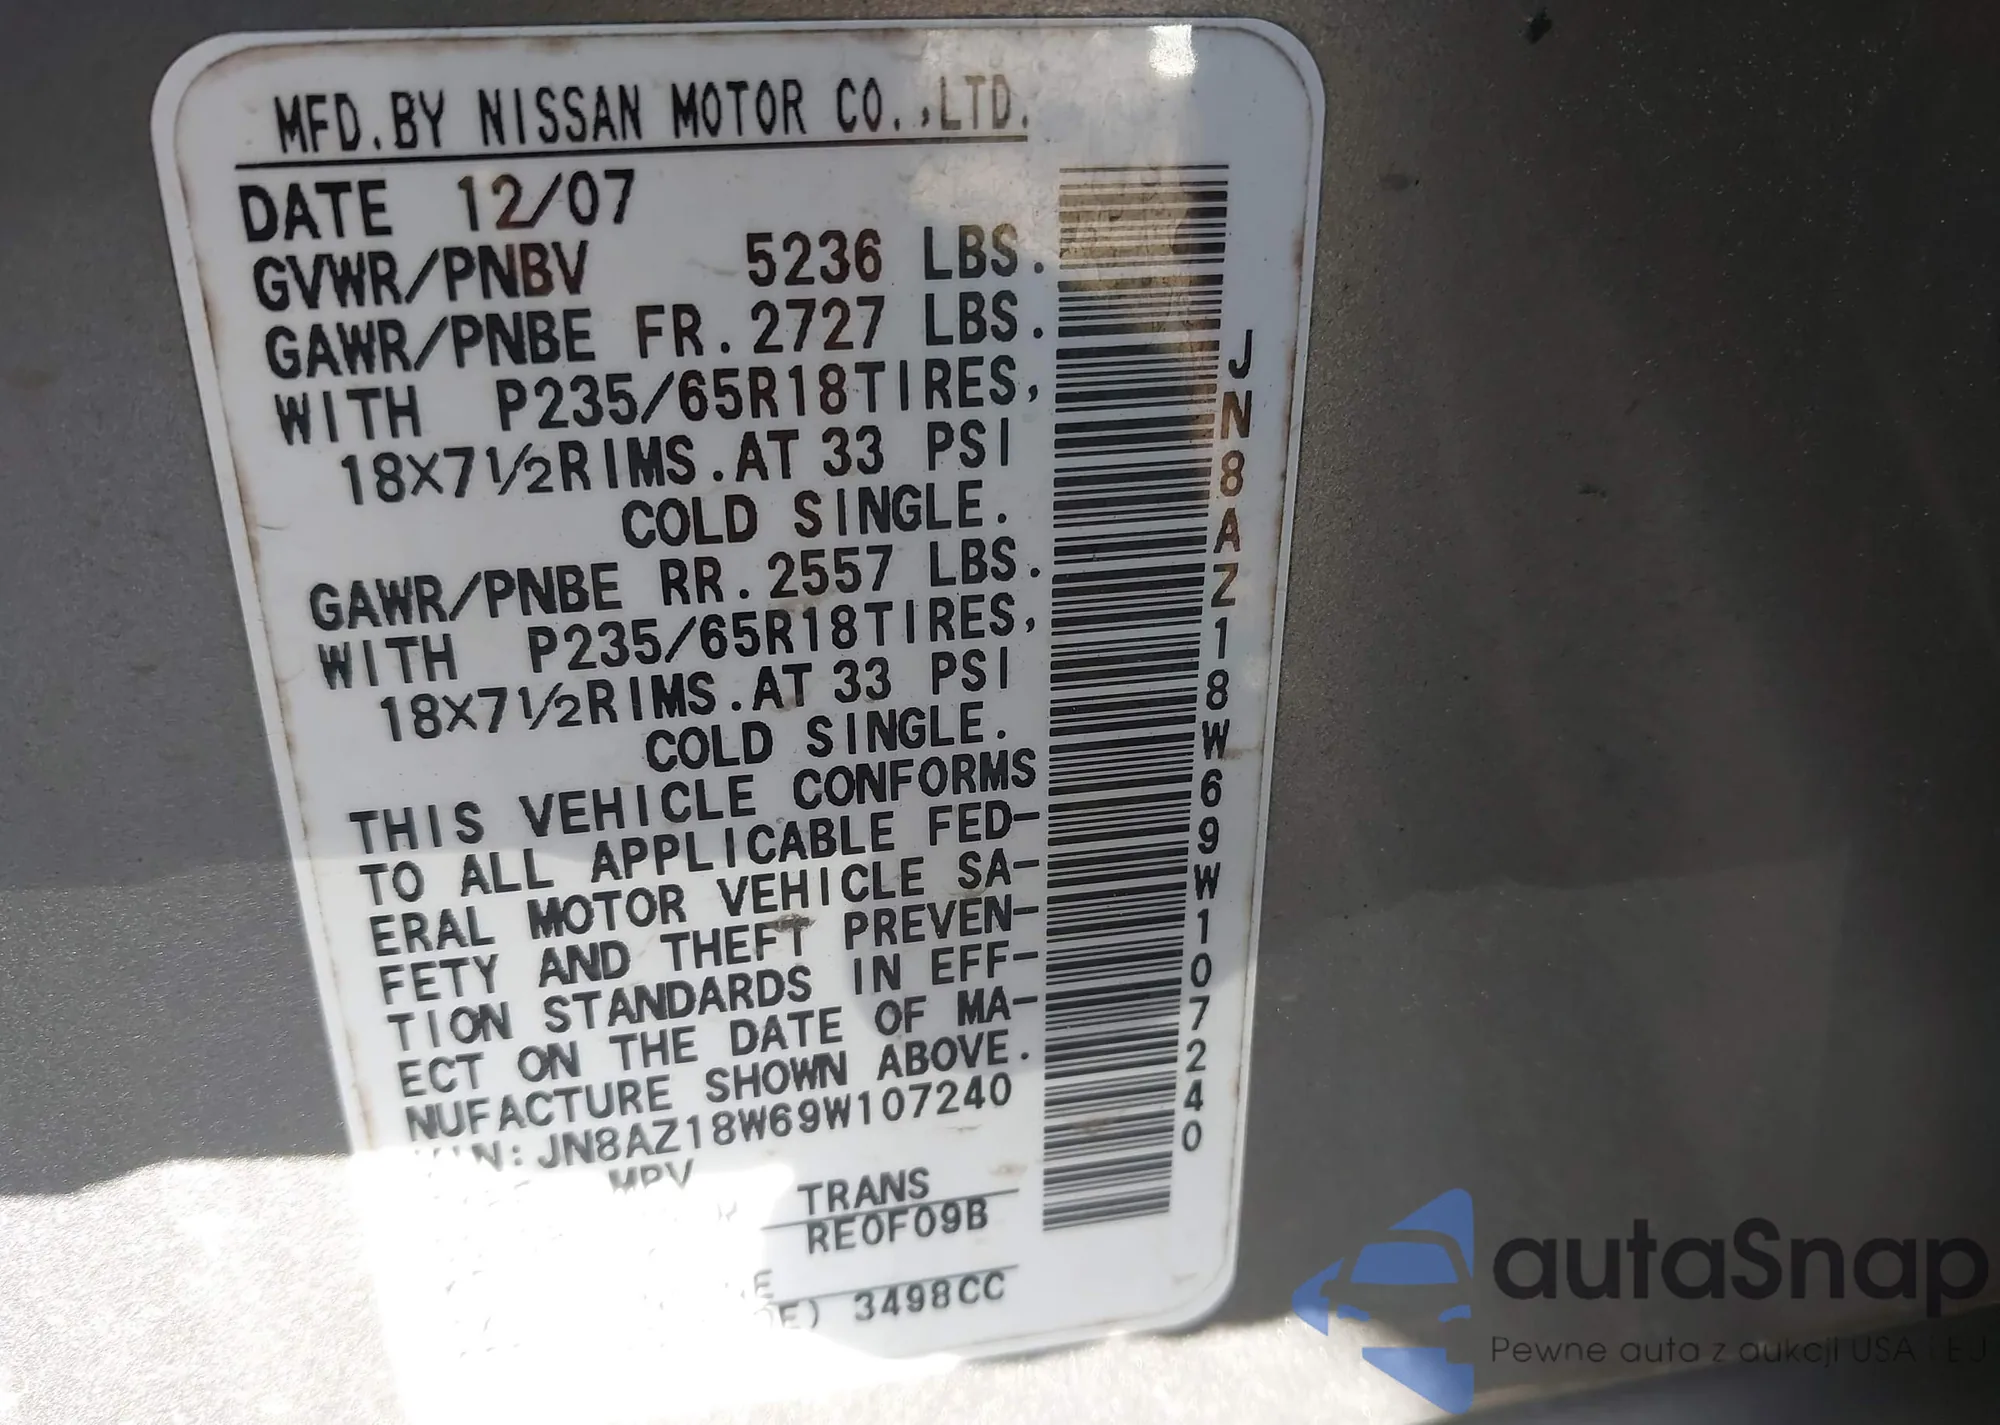 MFD.BY NISSAN MOTOR CO.,LTD.
DATE 12/07
GVWR/PNBV 5236 LBS.
GAWR/PNBE FR.2727 LBS.
WITH P235/65R18TIRES,
18X7½RIMS.AT 33 PSI
COLD SINGLE.
GAWR/PNBE RR.2557 LBS.
WITH P235/65R18TIRES,
18X7½RIMS.AT 33 PSI
COLD SINGLE.
THIS VEHICLE CONFORMS
TO ALL APPLICABLE FED-
ERAL MOTOR VEHICLE SA-
FETY AND THEFT PREVEN-
TION STANDARDS IN EFF-
ECT ON THE DATE OF MA-
NUFACTURE SHOWN ABOVE.
VIN: JN8AZ18W69W107240
MPV
TRANS
RE0F09B
3498CC
JN8AZ18W69W107240
autaSnap
Pewne auta z aukcji USA i EJ